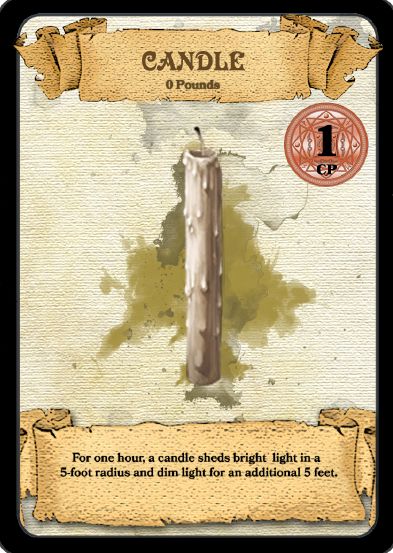 CANDLE
0 Pounds
1
CP
For one hour, a candle sheds bright light in a
5-foot radius and dim light for an additional 5 feet.